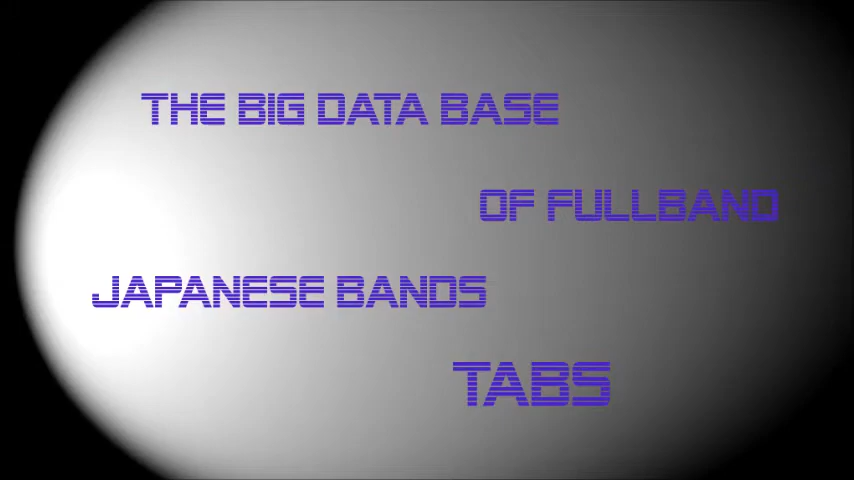 THE BIG DATA BASE
OF FULLBAND
JAPANESE BANDS
TABS